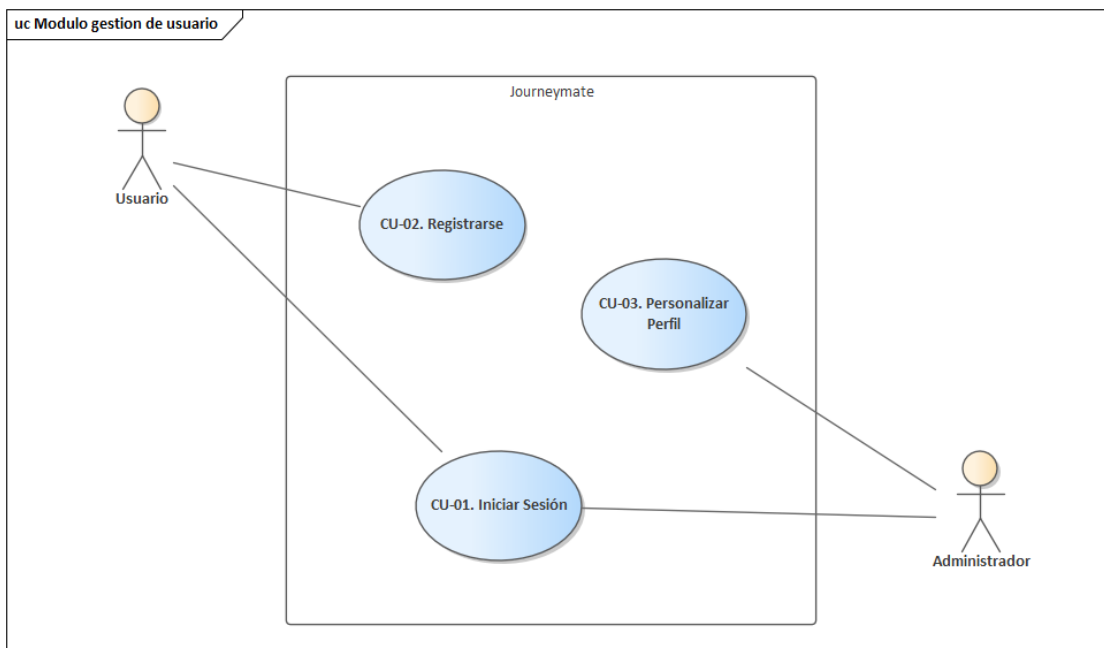 uc Modulo gestion de usuario
Journeymate
Usuario
CU-02. Registrarse
CU-03. Personalizar
Perfil
CU-01. Iniciar Sesión
Administrador